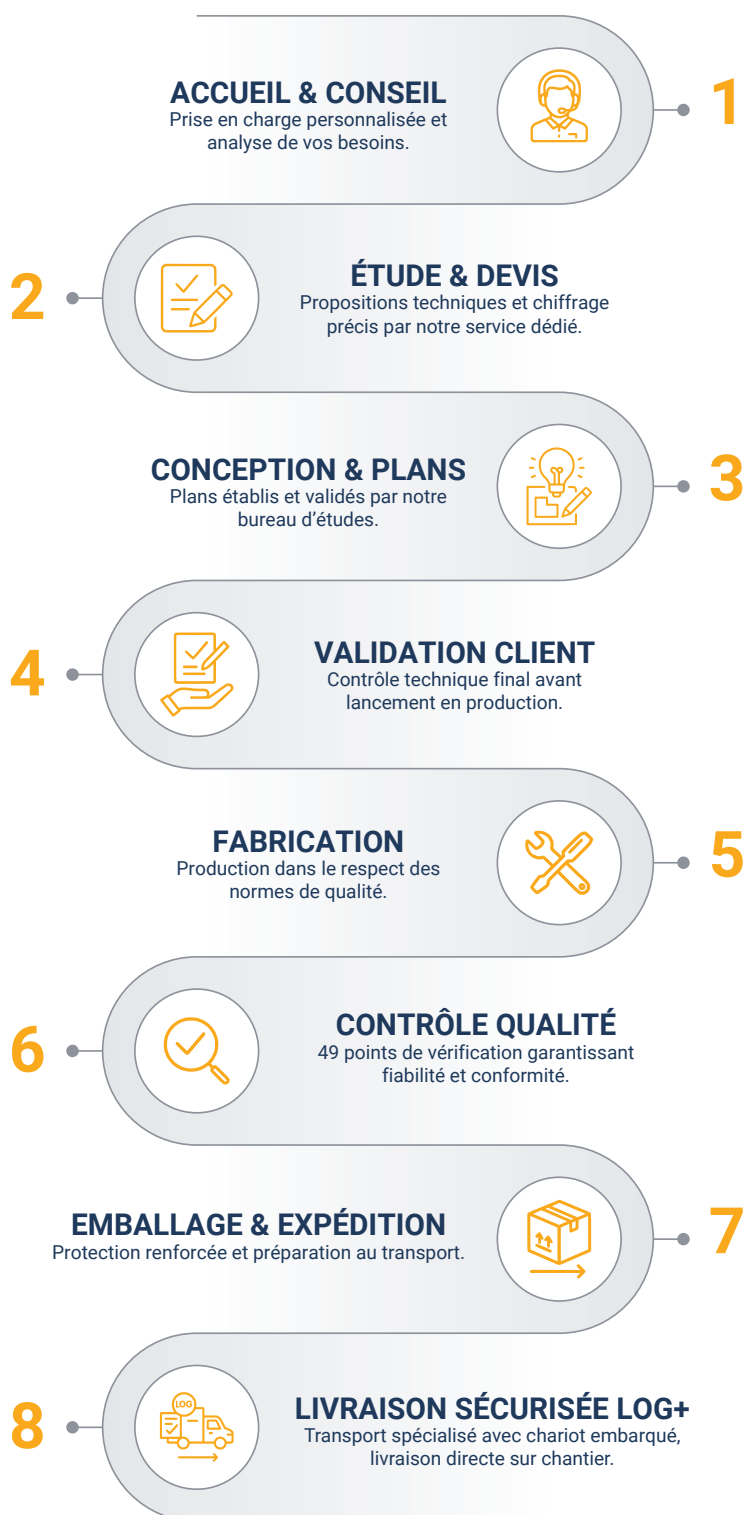 ACCUEIL & CONSEIL
Prise en charge personnalisée et
analyse de vos besoins.
1
2
ÉTUDE & DEVIS
Propositions techniques et chiffrage
précis par notre service dédié.
CONCEPTION & PLANS
Plans établis et validés par notre
bureau d’études.
3
4
VALIDATION CLIENT
Contrôle technique final avant
lancement en production.
FABRICATION
Production dans le respect des
normes de qualité.
5
6
CONTRÔLE QUALITÉ
49 points de vérification garantissant
fiabilité et conformité.
EMBALLAGE & EXPÉDITION
Protection renforcée et préparation au transport.
7
8
LOG
LIVRAISON SÉCURISÉE LOG+
Transport spécialisé avec chariot embarqué,
livraison directe sur chantier.